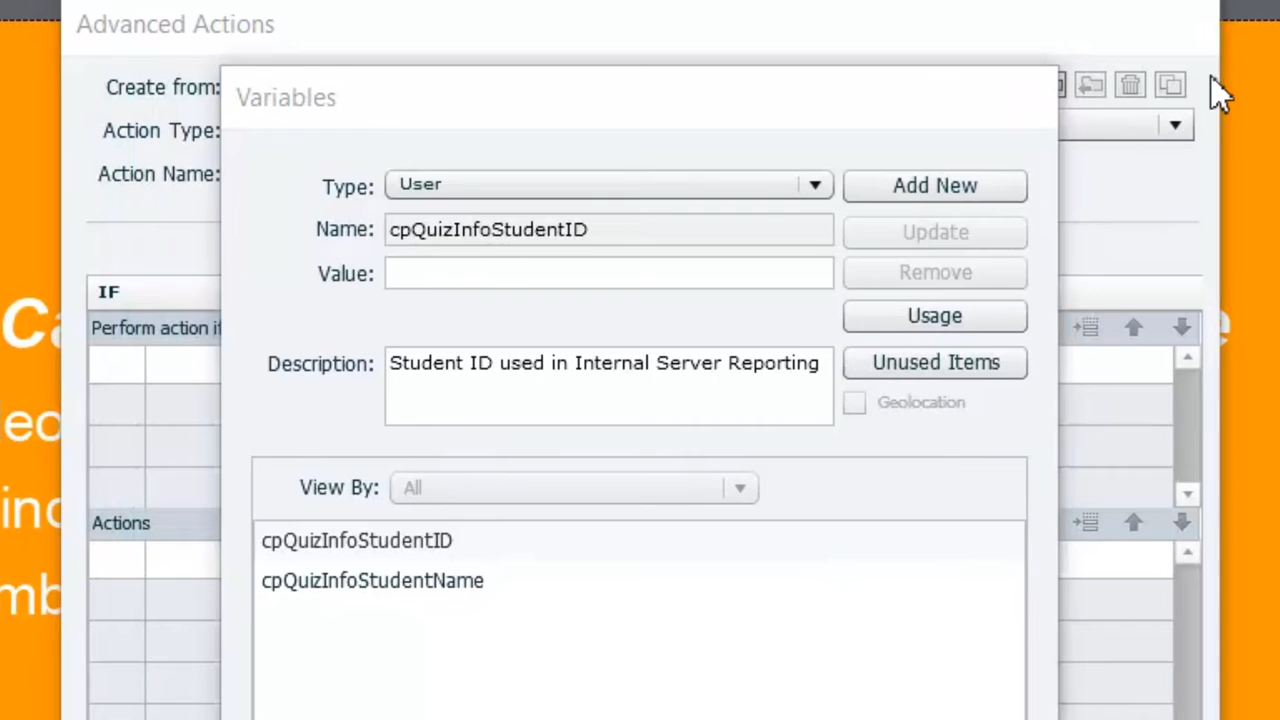 Advanced Actions
Create from:
Action Type:
Action Name:
Variables
Type: User Add New
Name: cpQuizInfoStudentID Update
Value: Remove
Usage
Description: Student ID used in Internal Server Reporting Unused Items
Geolocation
IF
Perform action if
View By: All
Actions
cpQuizInfoStudentID
cpQuizInfoStudentName